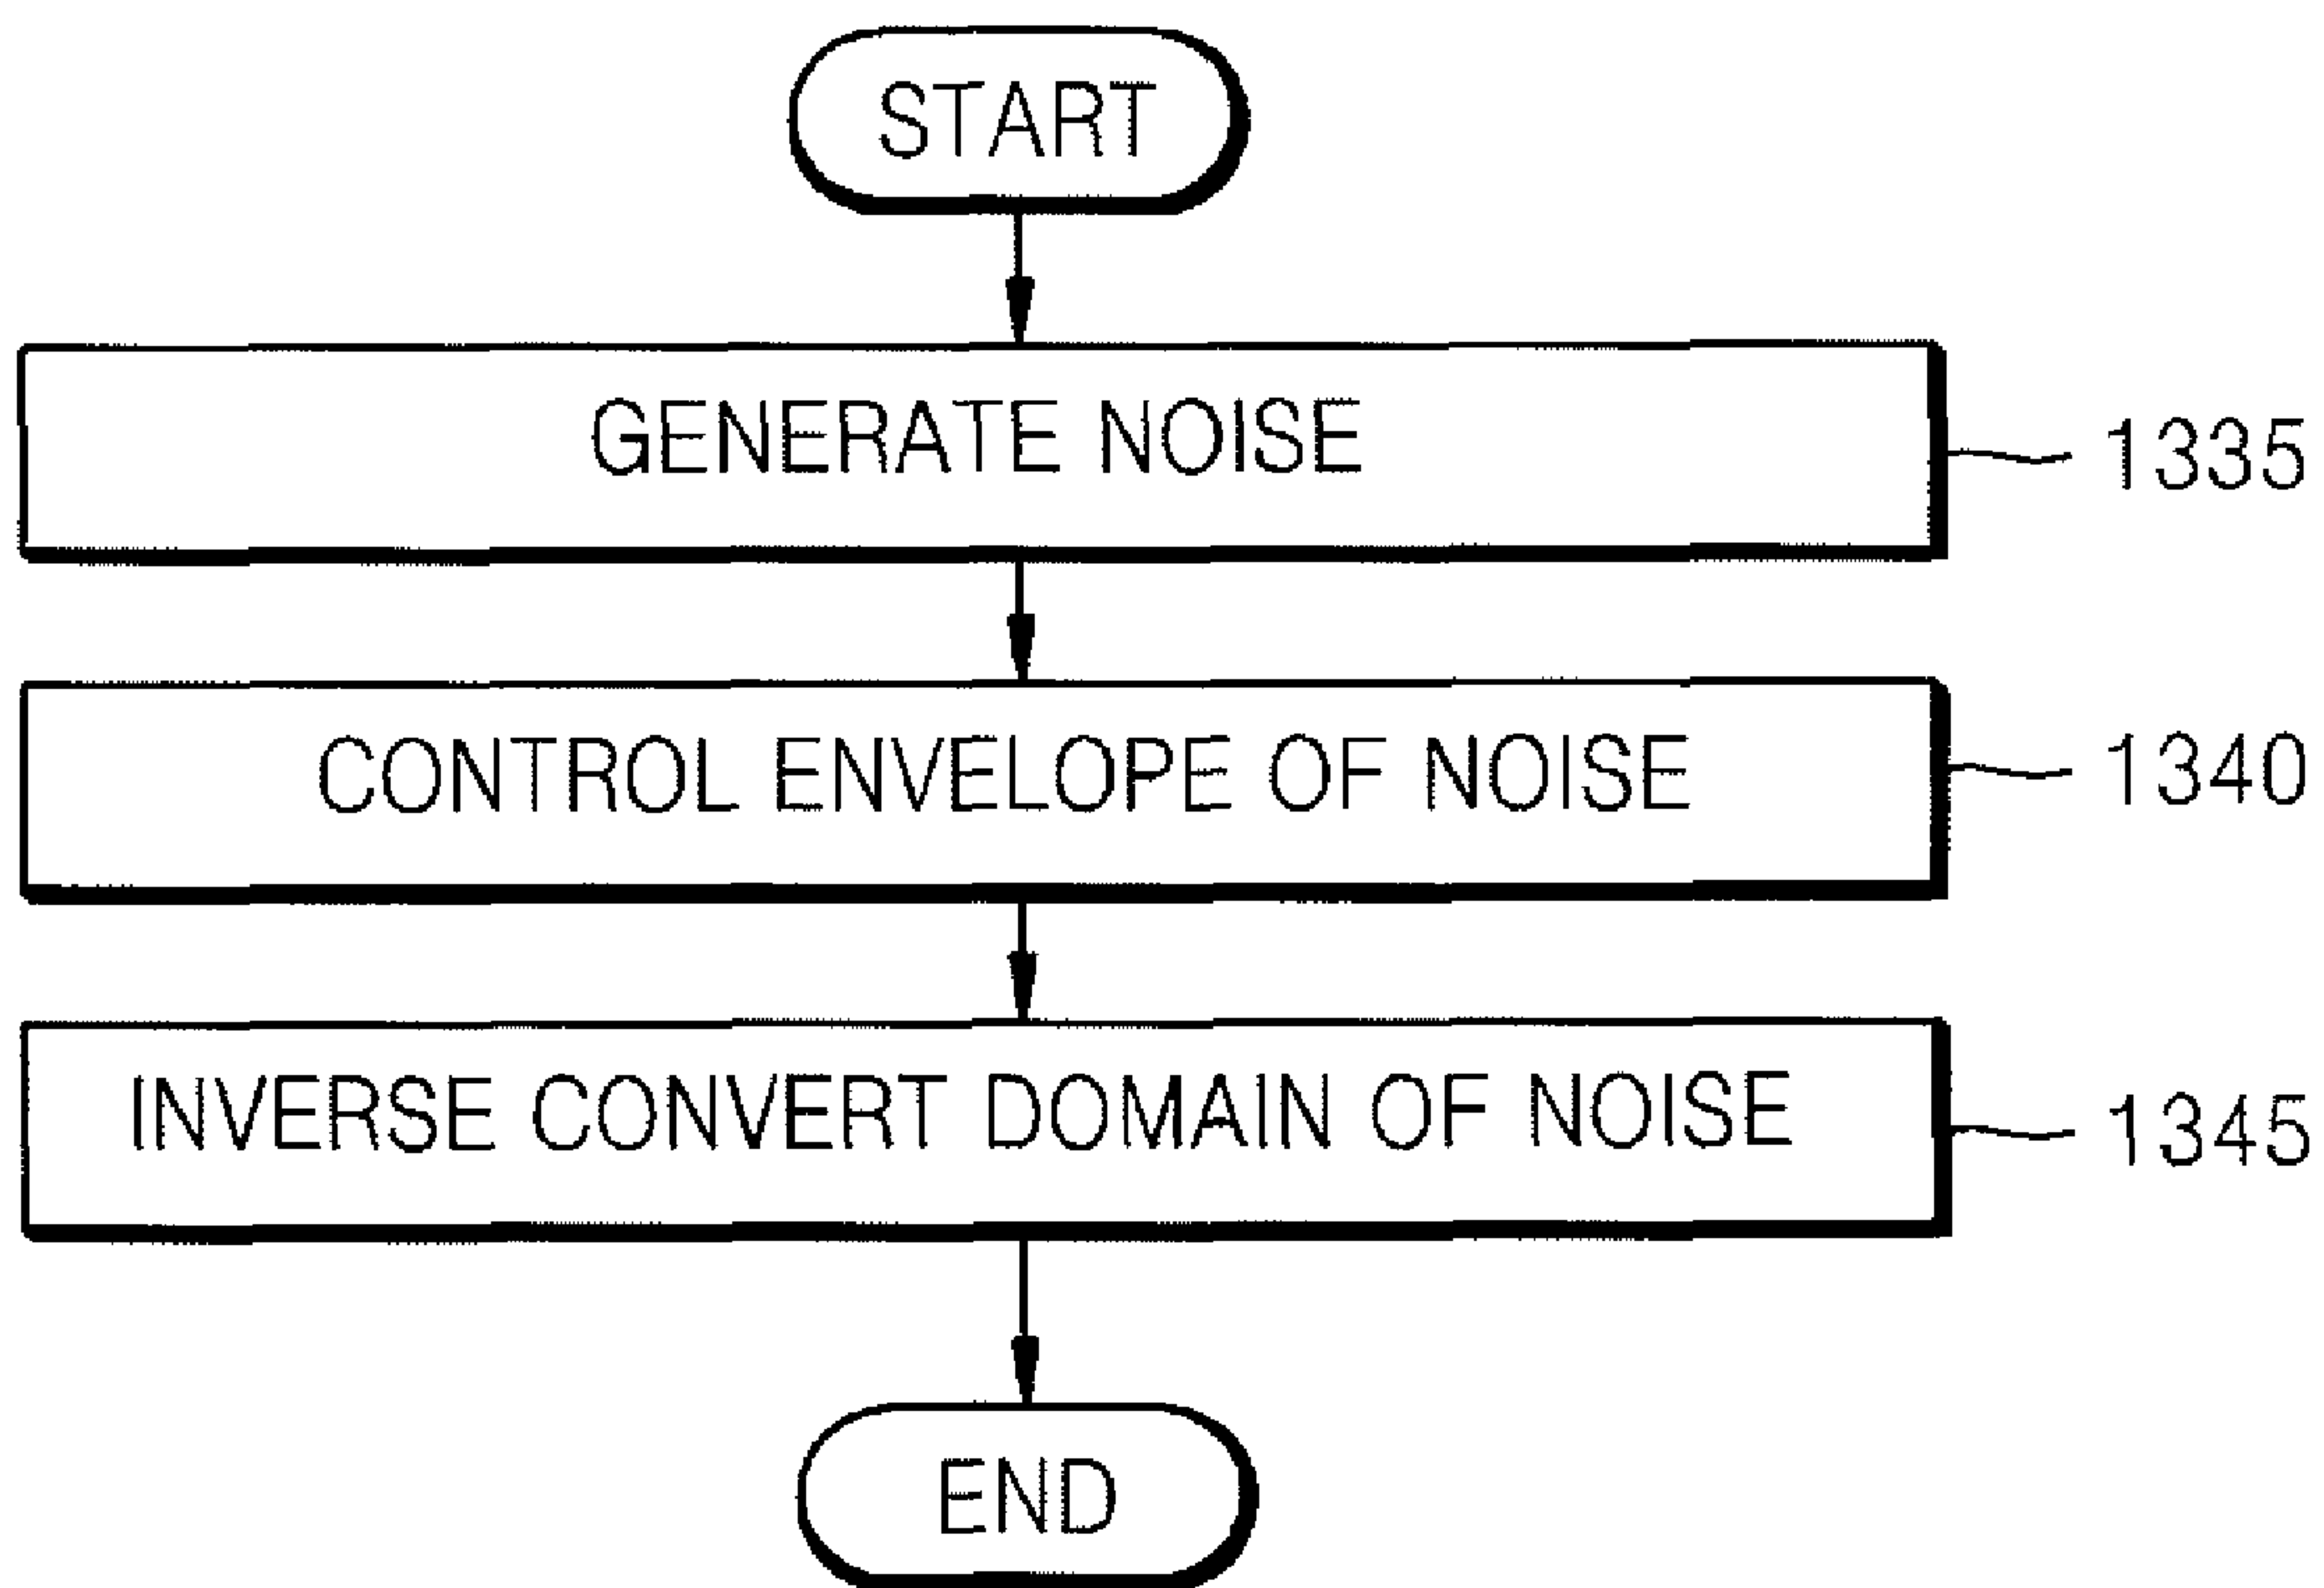 START
GENERATE NOISE
1335
CONTROL ENVELOPE OF NOISE
1340
INVERSE CONVERT DOMAIN OF NOISE
1345
END